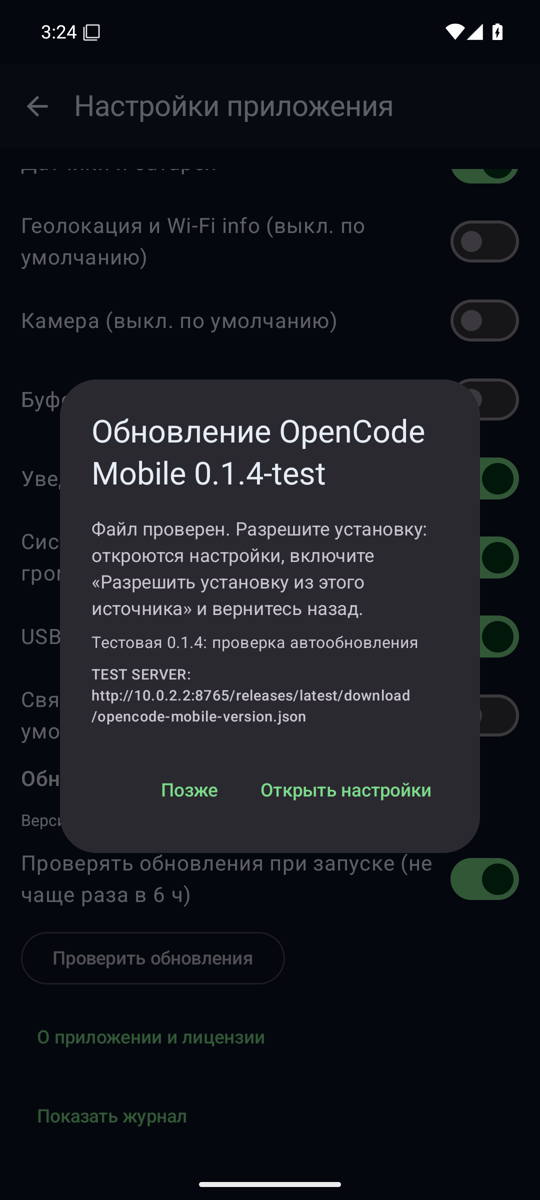 3:24
Настройки приложения
Геолокация и Wi-Fi info (выкл. по
умолчанию)
Камера (выкл. по умолчанию)
Обновление OpenCode
Mobile 0.1.4-test
Файл проверен. Разрешите установку:
откроются настройки, включите
«Разрешить установку из этого
источника» и вернитесь назад.
Тестовая 0.1.4: проверка автообновления
TEST SERVER:
http://10.0.2.2:8765/releases/latest/download
/opencode-mobile-version.json
Позже
Открыть настройки
USB
Проверять обновления при запуске (не
чаще раза в 6 ч)
Проверить обновления
О приложении и лицензии
Показать журнал